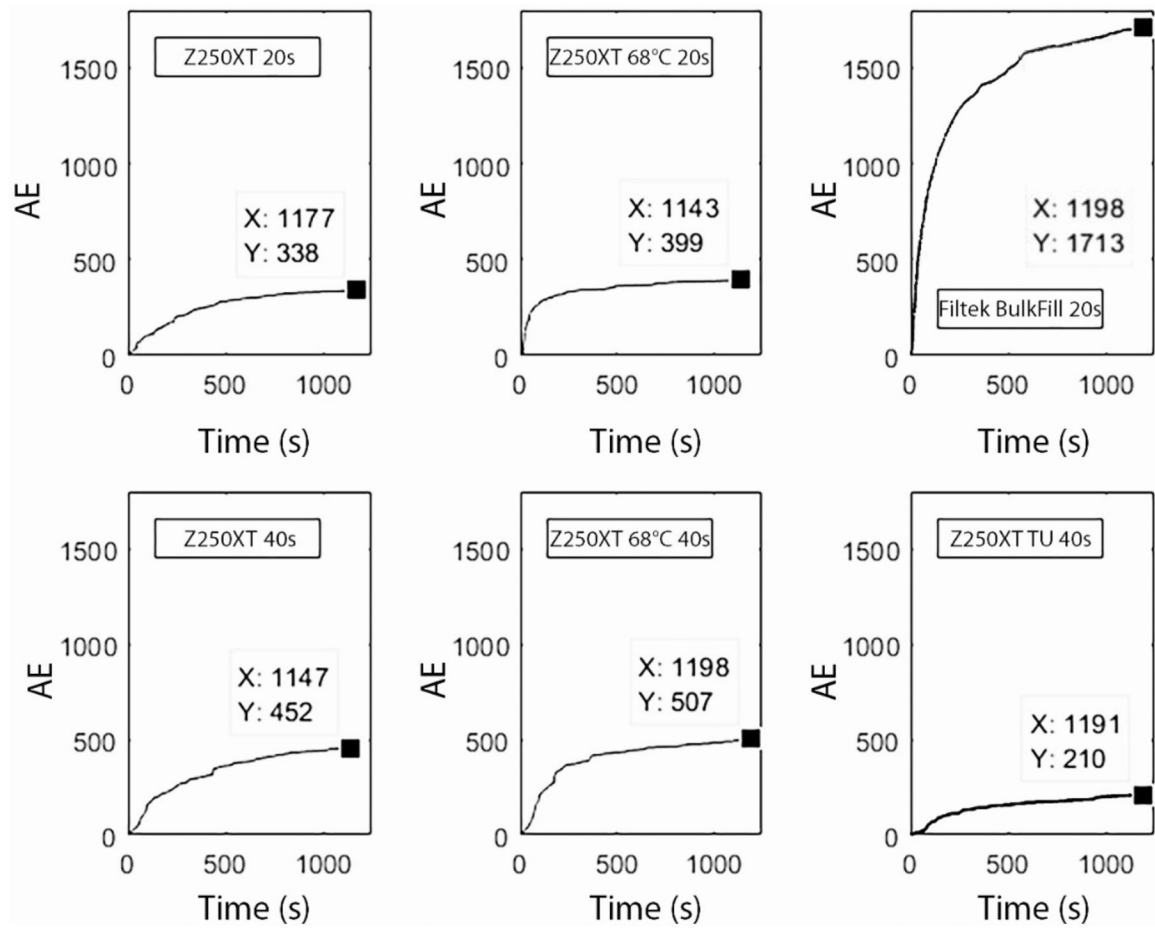 Z250XT 20s
1500
1000
500
0
AE
X: 1177
Y: 338
0 500 1000
Time (s)
Z250XT 68°C 20s
1500
1000
500
0
AE
X: 1143
Y: 399
0 500 1000
Time (s)
1500
1000
500
0
AE
X: 1198
Y: 1713
Filtek BulkFill 20s
0 500 1000
Time (s)
Z250XT 40s
1500
1000
500
0
AE
X: 1147
Y: 452
0 500 1000
Time (s)
Z250XT 68°C 40s
1500
1000
500
0
AE
X: 1198
Y: 507
0 500 1000
Time (s)
Z250XT TU 40s
1500
1000
500
0
AE
X: 1191
Y: 210
0 500 1000
Time (s)